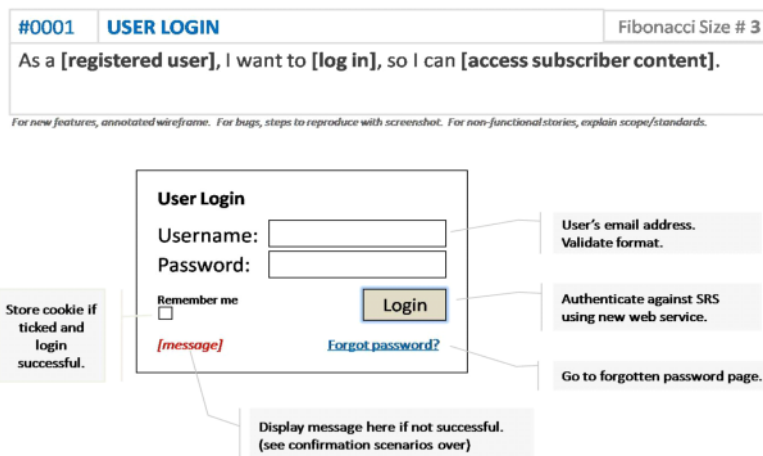 #0001 USER LOGIN Fibonacci Size # 3
As a [registered user], I want to [log in], so I can [access subscriber content].
For new features, annotated wireframe. For bugs, steps to reproduce with screenshot. For non-functional stories, explain scope/standards.
User Login
Username:
Password:
Remember me
Login
[message]
Forgot password?
User's email address.
Validate format.
Store cookie if
ticked and
login
successful.
Authenticate against SRS
using new web service.
Go to forgotten password page.
Display message here if not successful.
(see confirmation scenarios over)